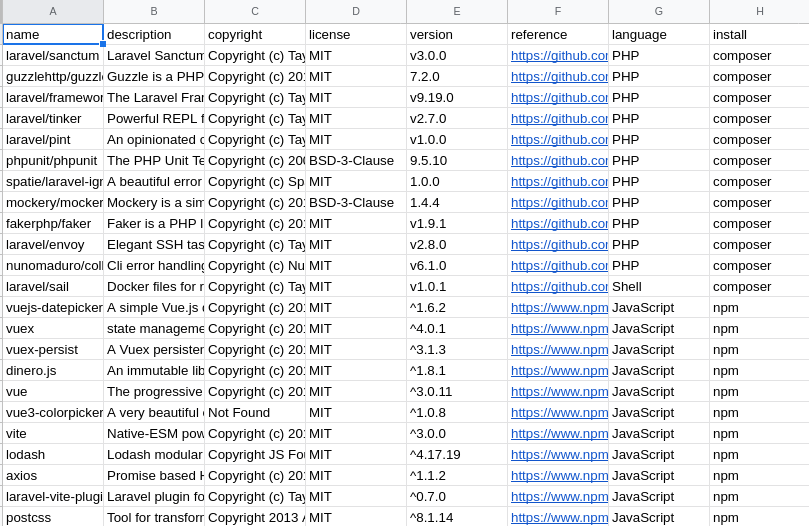 A B C D E F G H
name description copyright license version reference language install
laravel/sanctum Laravel Sanctum Copyright (c) Tay MIT v3.0.0 https://github.cor PHP composer
guzzlehttp/guzzle Guzzle is a PHP Copyright (c) 201 MIT 7.2.0 https://github.cor PHP composer
laravel/framewor The Laravel Fran Copyright (c) Tay MIT v9.19.0 https://github.cor PHP composer
laravel/tinker Powerful REPL f Copyright (c) Tay MIT v2.7.0 https://github.cor PHP composer
laravel/pint An opinionated c Copyright (c) Tay MIT v1.0.0 https://github.cor PHP composer
phpunit/phpunit The PHP Unit Te Copyright (c) 200 BSD-3-Clause 9.5.10 https://github.cor PHP composer
spatie/laravel-ign A beautiful error Copyright (c) Sp MIT 1.0.0 https://github.cor PHP composer
mockery/mocker Mockery is a sim Copyright (c) 201 BSD-3-Clause 1.4.4 https://github.cor PHP composer
fakerphp/faker Faker is a PHP l Copyright (c) 201 MIT v1.9.1 https://github.cor PHP composer
laravel/envoy Elegant SSH tas Copyright (c) Tay MIT v2.8.0 https://github.cor PHP composer
nunomaduro/coll Cli error handling Copyright (c) Nu MIT v6.1.0 https://github.cor PHP composer
laravel/sail Docker files for r Copyright (c) Tay MIT v1.0.1 https://github.cor Shell composer
vuejs-datepicker A simple Vue.js c Copyright (c) 201 MIT ^1.6.2 https://www.npm JavaScript npm
vuex state manageme Copyright (c) 201 MIT ^4.0.1 https://www.npm JavaScript npm
vuex-persist A Vuex persister Copyright (c) 201 MIT ^3.1.3 https://www.npm JavaScript npm
dinero.js An immutable lib Copyright (c) 201 MIT ^1.8.1 https://www.npm JavaScript npm
vue The progressive Copyright (c) 201 MIT ^3.0.11 https://www.npm JavaScript npm
vue3-colorpicker A very beautiful Not Found MIT ^1.0.8 https://www.npm JavaScript npm
vite Native-ESM pow Copyright (c) 201 MIT ^3.0.0 https://www.npm JavaScript npm
lodash Lodash modular Copyright JS Fou MIT ^4.17.19 https://www.npm JavaScript npm
axios Promise based H Copyright (c) 201 MIT ^1.1.2 https://www.npm JavaScript npm
laravel-vite-plugi Laravel plugin fo Copyright (c) Tay MIT ^0.7.0 https://www.npm JavaScript npm
postcss Tool for transforn Copyright 2013 A MIT ^8.1.14 https://www.npm JavaScript npm